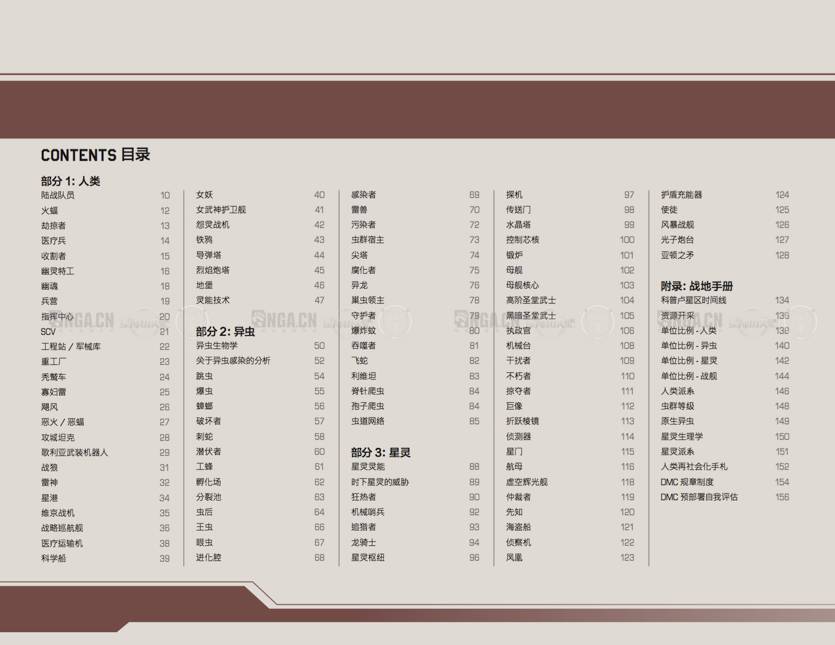 CONTENTS 目录
部分 1: 人类
陆战队员 10
火蝠 12
劫掠者 13
医疗兵 14
收割者 15
幽灵特工 16
幽魂 18
兵营 19
指挥中心 20
SCV 21
工程站 / 军械库 22
重工厂 23
秃鹫车 24
寡妇雷 25
飓风 26
恶火 / 恶蝠 27
攻城坦克 28
歌利亚武装机器人 29
战狼 31
雷神 32
星港 34
维京战机 35
战略巡航舰 36
医疗运输机 38
科学船 39
女妖 40
女武神护卫舰 41
怨灵战机 42
铁鸦 43
导弹塔 44
烈焰炮塔 45
地堡 46
灵能技术 47
部分 2: 异虫
异虫生物学 50
关于异虫感染的分析 52
跳虫 54
爆虫 55
蟑螂 56
破坏者 57
刺蛇 58
潜伏者 60
工蜂 61
孵化场 62
分裂池 63
虫后 64
王虫 66
眼虫 67
进化腔 68
感染者 69
雷兽 70
污染者 72
虫群宿主 73
尖塔 74
腐化者 75
异龙 76
巢虫领主 78
守护者 79
爆炸蚊 80
吞噬者 81
飞蛇 82
利维坦 83
脊针爬虫 84
孢子爬虫 84
虫道网络 85
部分 3: 星灵
星灵灵能 88
时下星灵的威胁 89
狂热者 90
机械哨兵 92
追猎者 93
龙骑士 94
星灵枢纽 96
探机 97
传送门 98
水晶塔 99
控制芯核 100
锻炉 101
母舰 102
母舰核心 103
高阶圣堂武士 104
黑暗圣堂武士 105
执政官 106
机械台 108
干扰者 109
不朽者 110
掠夺者 111
巨像 112
折跃棱镜 113
侦测器 114
星门 115
航母 116
虚空辉光舰 118
仲裁者 119
先知 120
海盗船 121
侦察机 122
凤凰 123
护盾充能器 124
使徒 125
风暴战舰 126
光子炮台 127
亚顿之矛 128
附录: 战地手册
科普卢星区时间线 134
资源开采 136
单位比例 - 人类 138
单位比例 - 异虫 140
单位比例 - 星灵 142
单位比例 - 战舰 144
人类派系 146
虫群等级 148
原生异虫 149
星灵生理学 150
星灵派系 151
人类再社会化手札 152
DMC 规章制度 154
DMC 预部署自我评估 156
NGA.CN
NGA.CN
NGA.CN
NGA.CN